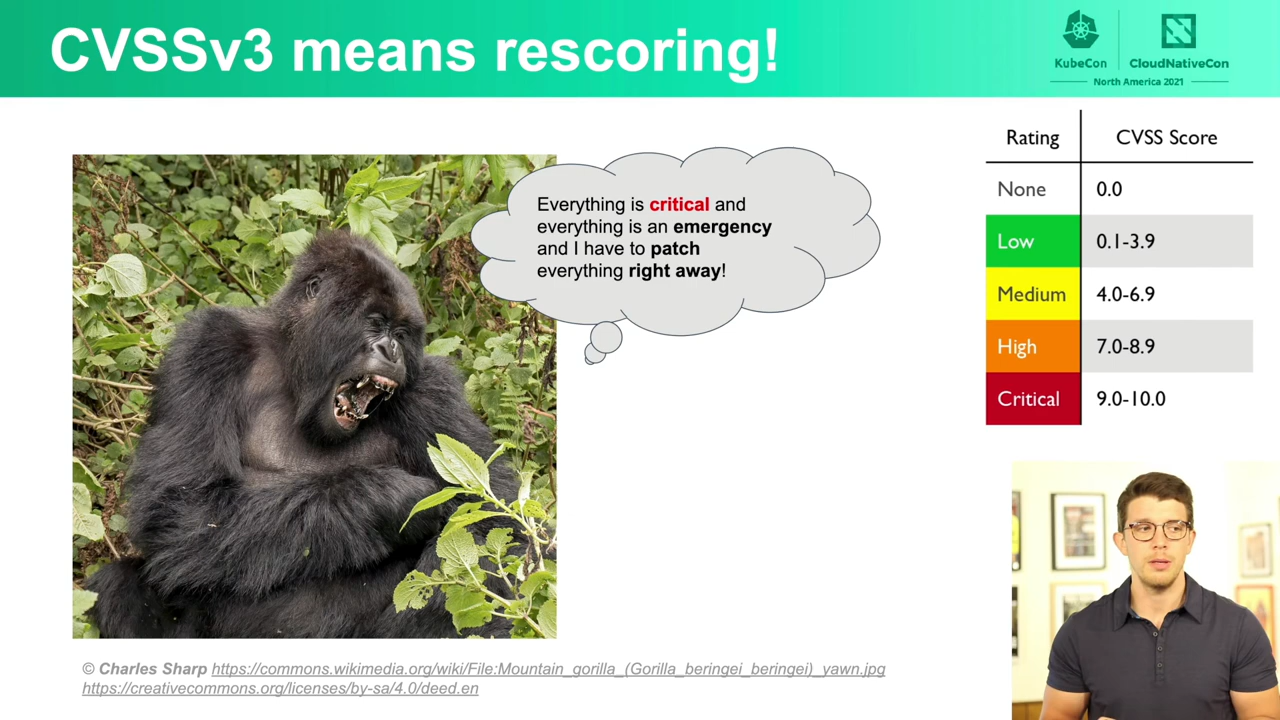 CVSSv3 means rescoring!
KubeCon
CloudNativeCon
North America 2021
Everything is critical and
everything is an emergency
and I have to patch
everything right away!
Rating CVSS Score
None 0.0
Low 0.1-3.9
Medium 4.0-6.9
High 7.0-8.9
Critical 9.0-10.0
© Charles Sharp https://commons.wikimedia.org/wiki/File:Mountain_gorilla_(Gorilla_beringei_beringei)_yawn.jpg
https://creativecommons.org/licenses/by-sa/4.0/deed.en